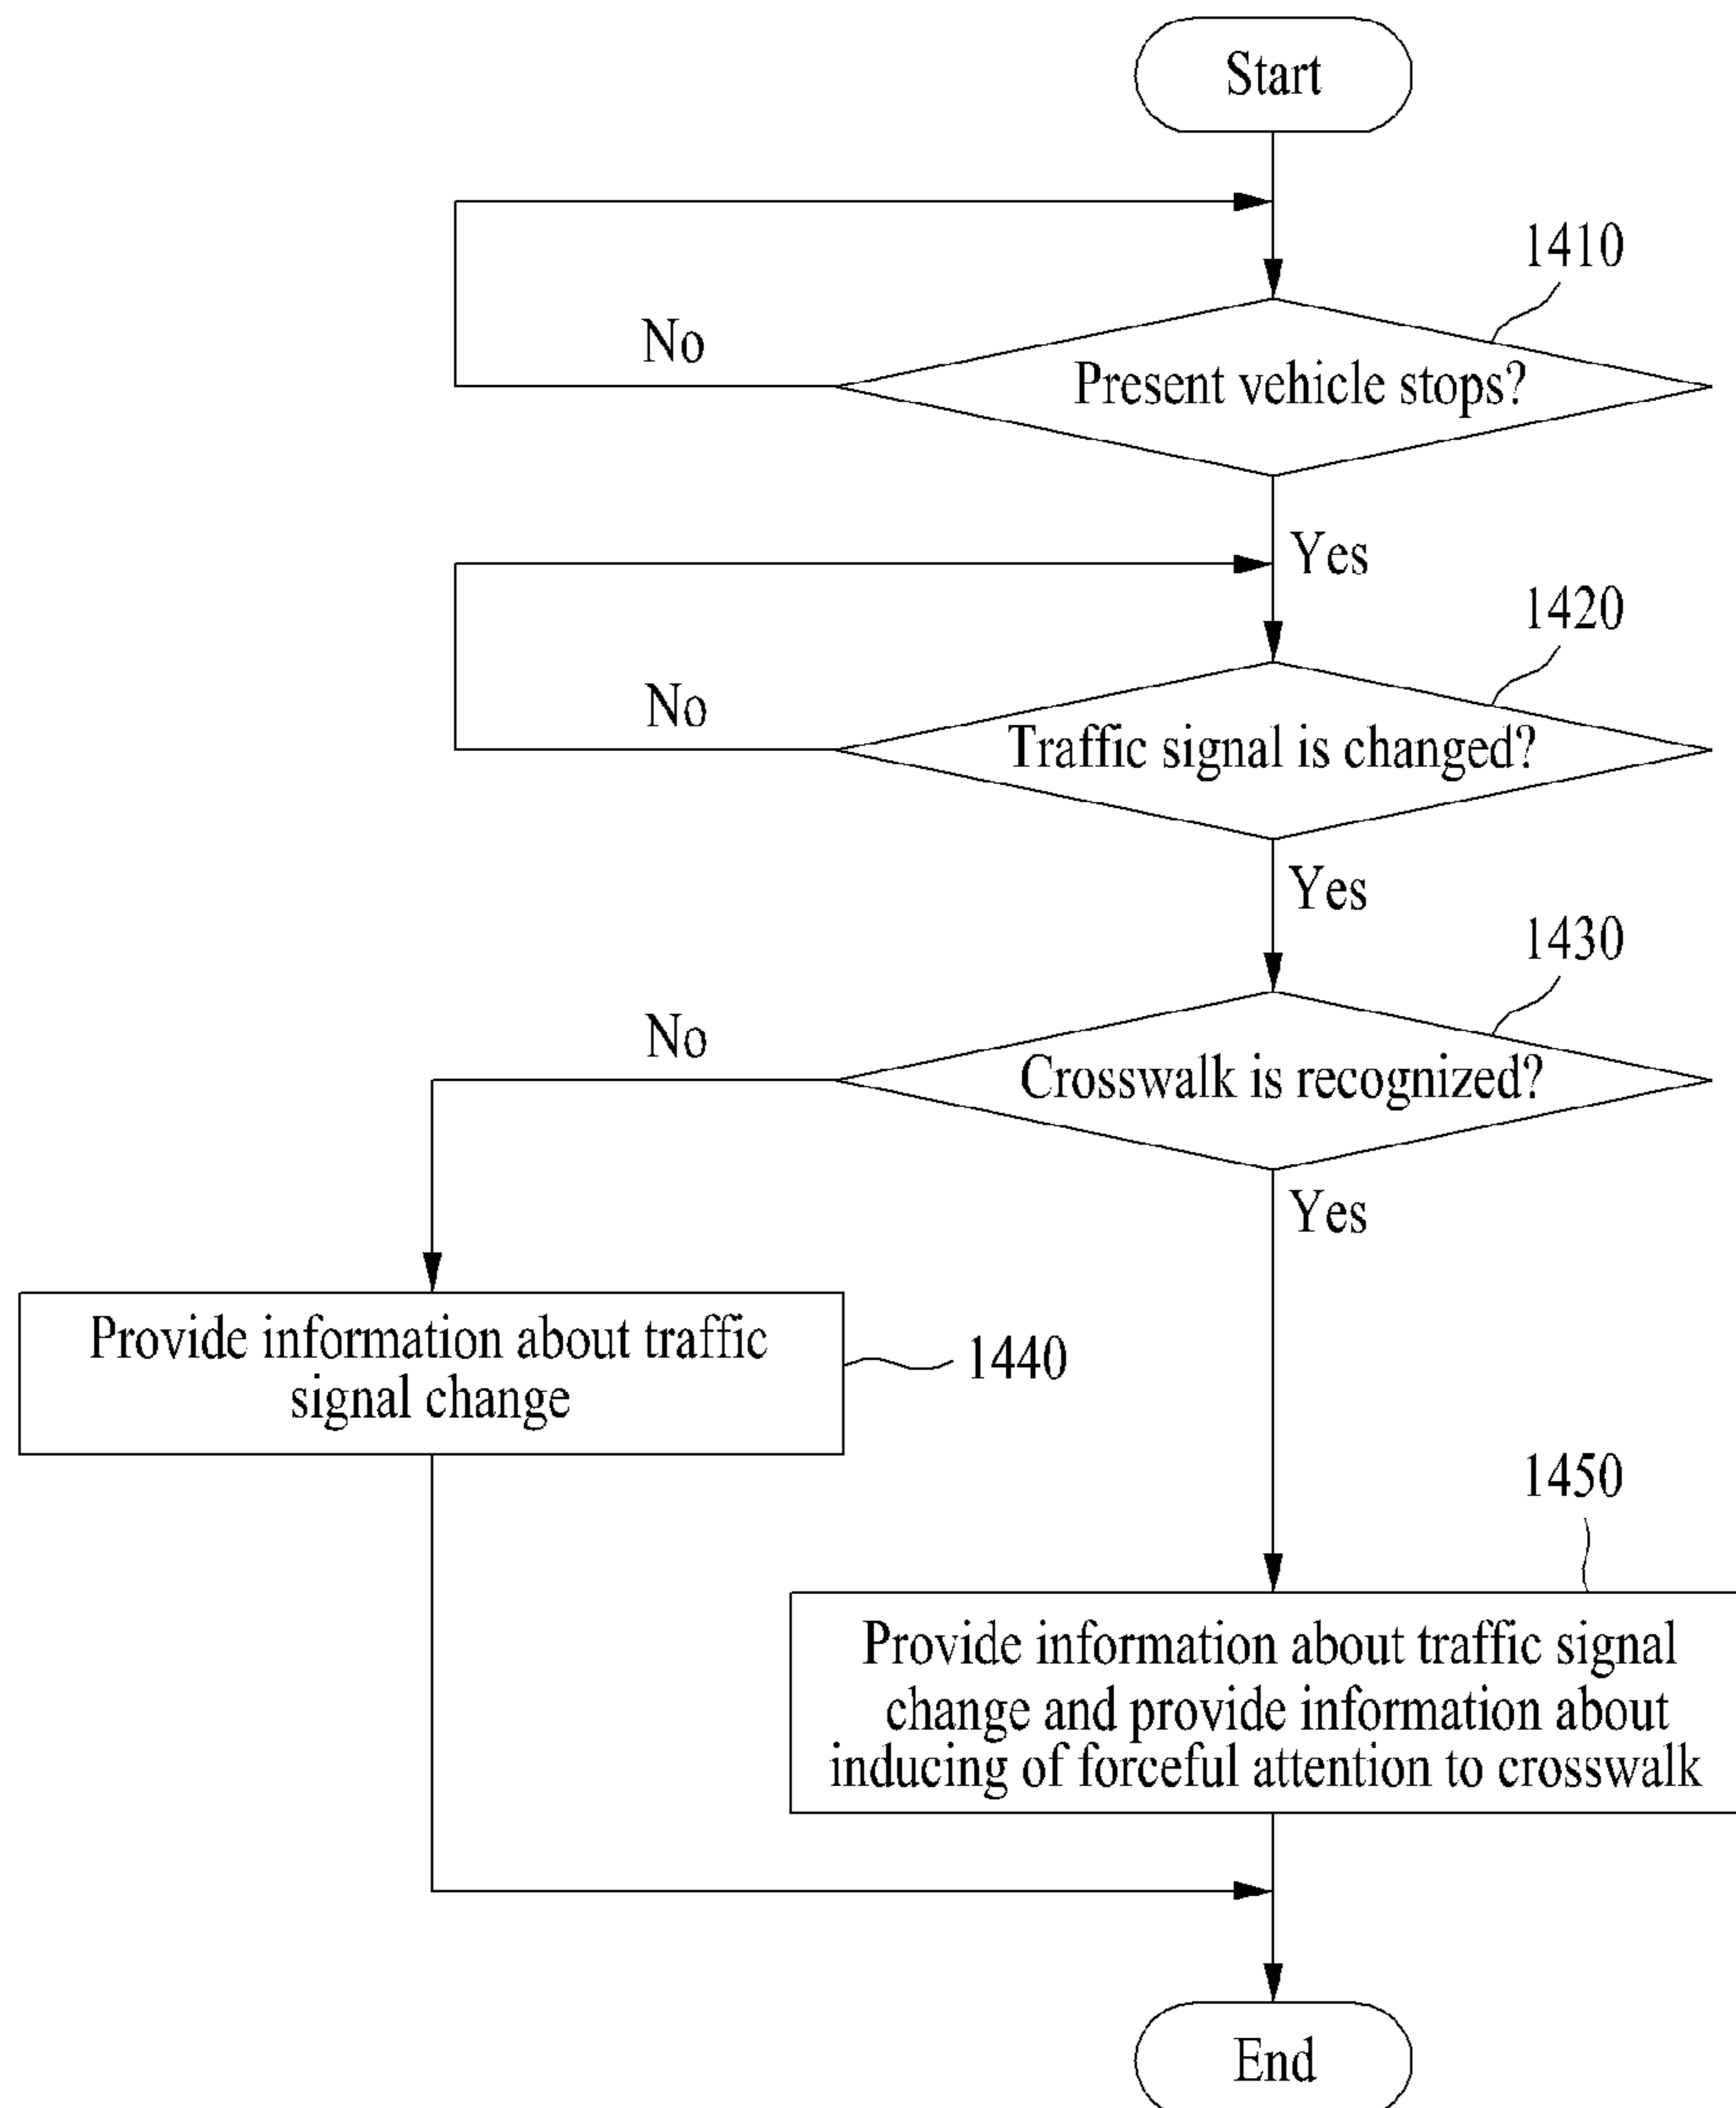 Start
1410
No
Present vehicle stops?
Yes
1420
No
Traffic signal is changed?
Yes
1430
No
Crosswalk is recognized?
Yes
Provide information about traffic
signal change
1440
1450
Provide information about traffic signal
change and provide information about
inducing of forceful attention to crosswalk
End